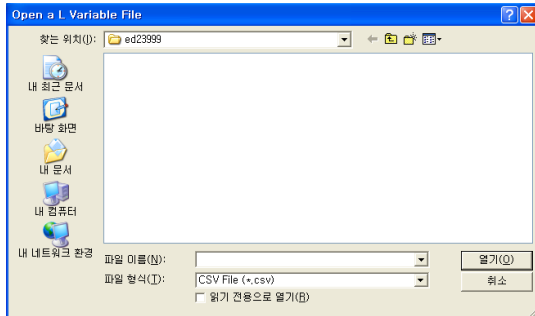 Open a L Variable File
찾는 위치(I): ed23999
내 최근 문서
바탕 화면
내 문서
내 컴퓨터
내 네트워크 환경
파일 이름(N): 열기(O)
파일 형식(T): CSV File (*.csv) 취소
읽기 전용으로 열기(R)